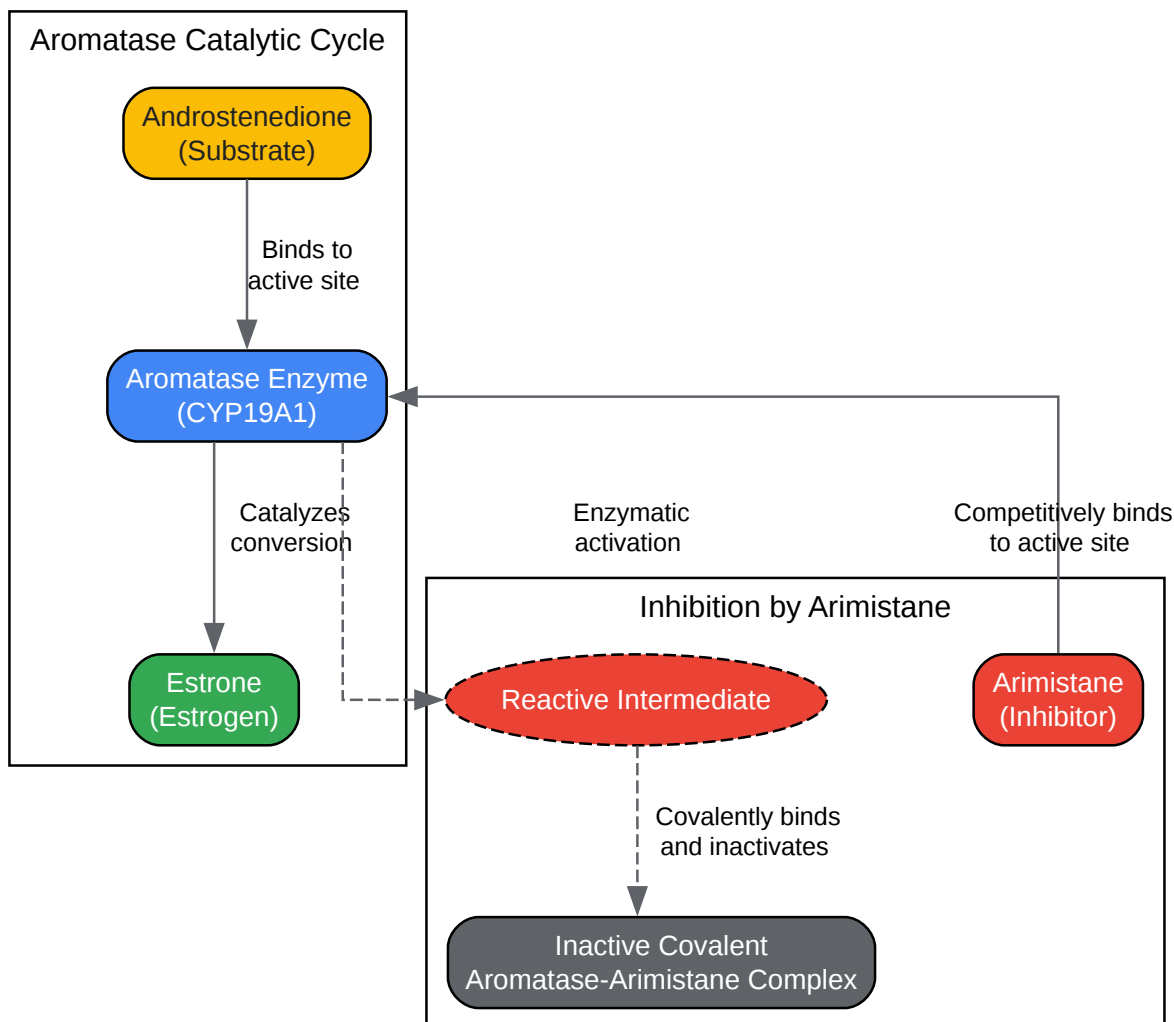 Aromatase Catalytic Cycle
Androstenedione
(Substrate)
Binds to
active site
Aromatase Enzyme
(CYP19A1)
Catalyzes
conversion
Estrone
(Estrogen)
Enzymatic
activation
Competitively binds
to active site
Inhibition by Arimistane
Reactive Intermediate
Arimistane
(Inhibitor)
Covalently binds
and inactivates
Inactive Covalent
Aromatase-Arimistane Complex